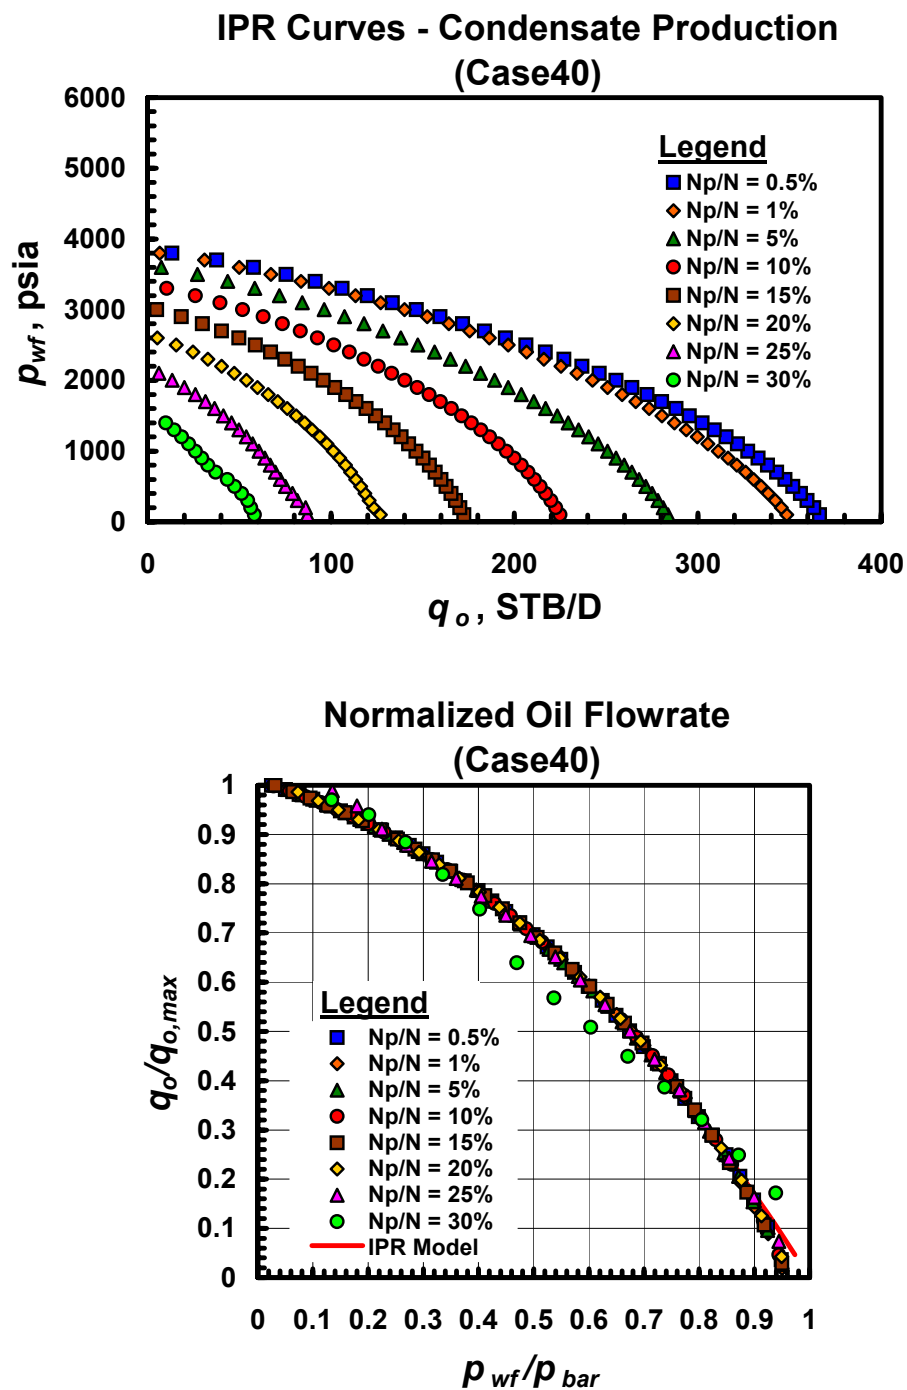 IPR Curves - Condensate Production
(Case40)
6000
5000
4000
3000
2000
1000
0
p wf , psia
Legend
Np/N = 0.5%
Np/N = 1%
Np/N = 5%
Np/N = 10%
Np/N = 15%
Np/N = 20%
Np/N = 25%
Np/N = 30%
0 100 200 300 400
q o , STB/D
Normalized Oil Flowrate
(Case40)
1
0.9
0.8
0.7
0.6
0.5
0.4
0.3
0.2
0.1
0
qo/qo,max
Legend
Np/N = 0.5%
Np/N = 1%
Np/N = 5%
Np/N = 10%
Np/N = 15%
Np/N = 20%
Np/N = 25%
Np/N = 30%
IPR Model
0 0.1 0.2 0.3 0.4 0.5 0.6 0.7 0.8 0.9 1
p wf /p bar